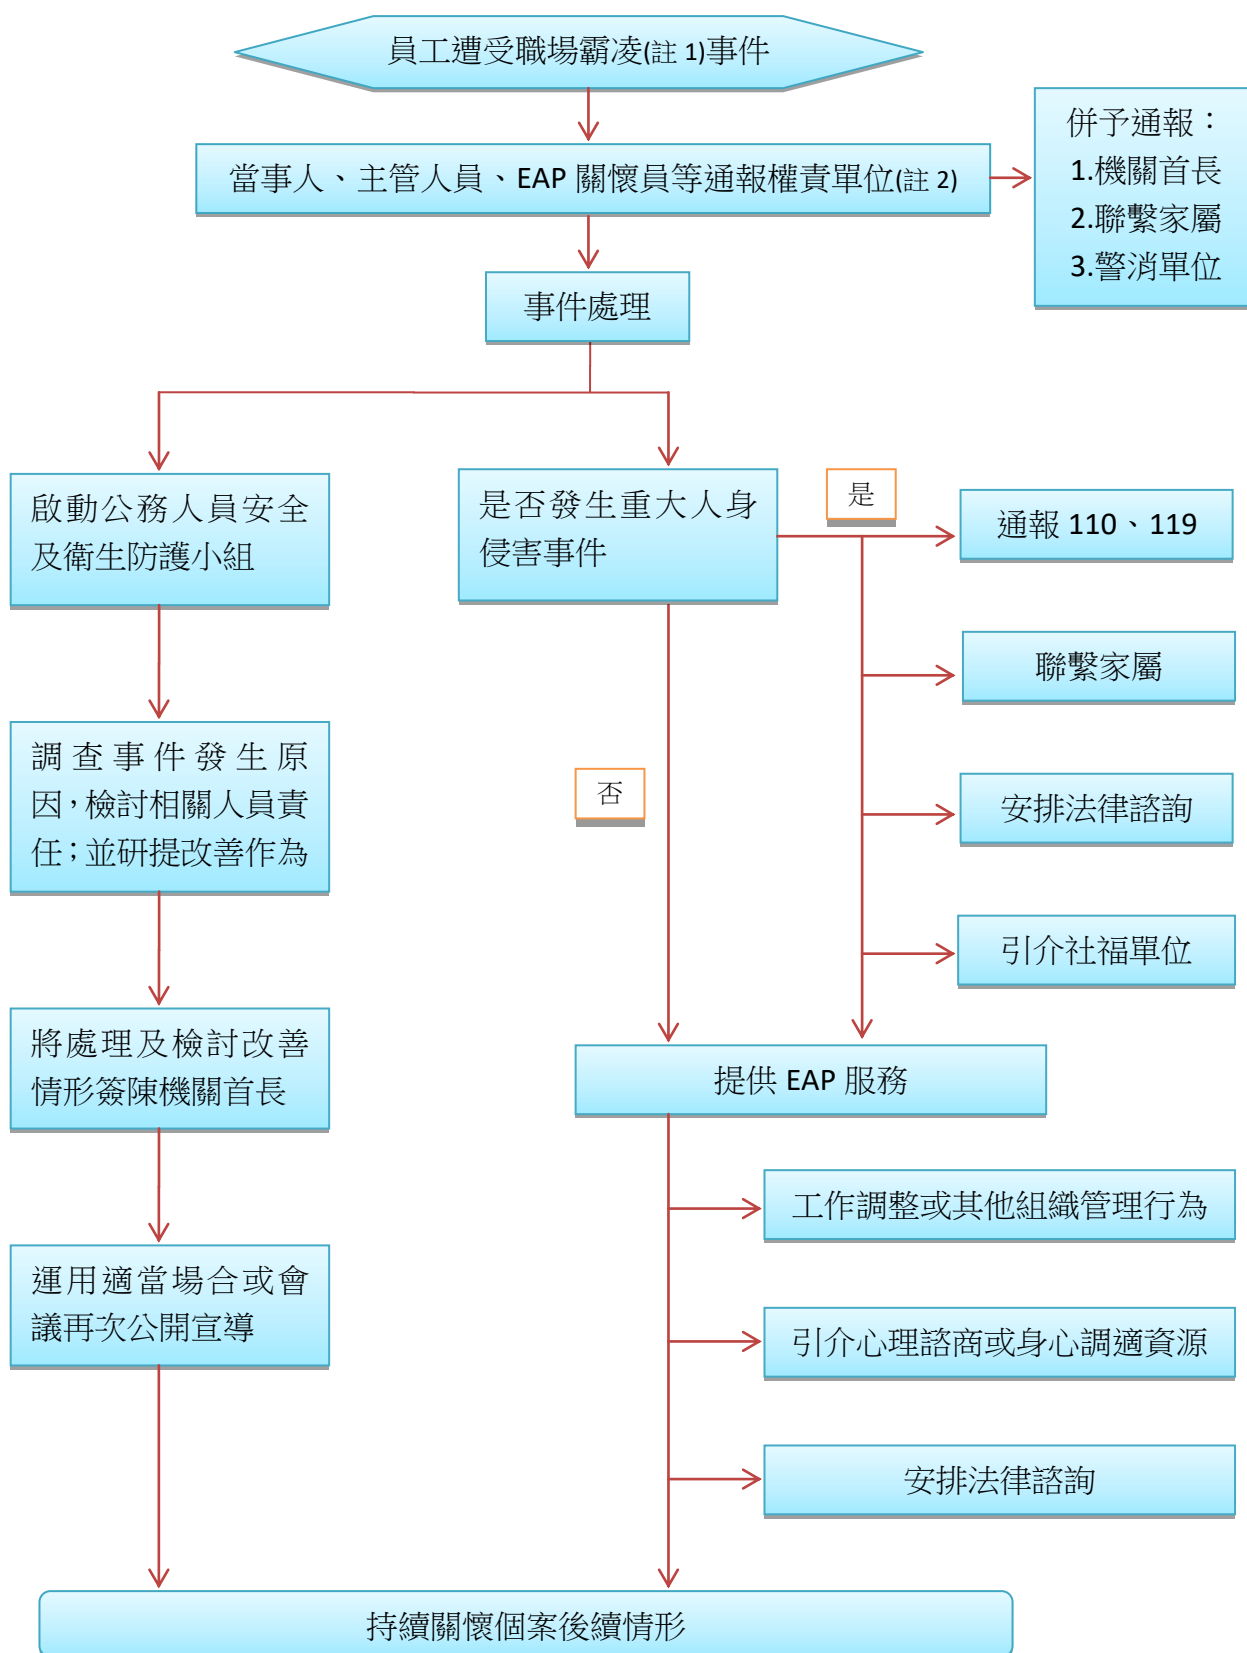 員工遭受職場霸凌(註 1)事件
當事人、主管人員、EAP 關懷員等通報權責單位(註 2)
併予通報：
1.機關首長
2.聯繫家屬
3.警消單位
事件處理
啟動公務人員安全
及衛生防護小組
是否發生重大人身
侵害事件
是
通報 110、119
聯繫家屬
調查事件發生原
因，檢討相關人員責
任；並研提改善作為
否
安排法律諮詢
引介社福單位
將處理及檢討改善
情形簽陳機關首長
提供 EAP 服務
工作調整或其他組織管理行為
運用適當場合或會
議再次公開宣導
引介心理諮商或身心調適資源
安排法律諮詢
持續關懷個案後續情形